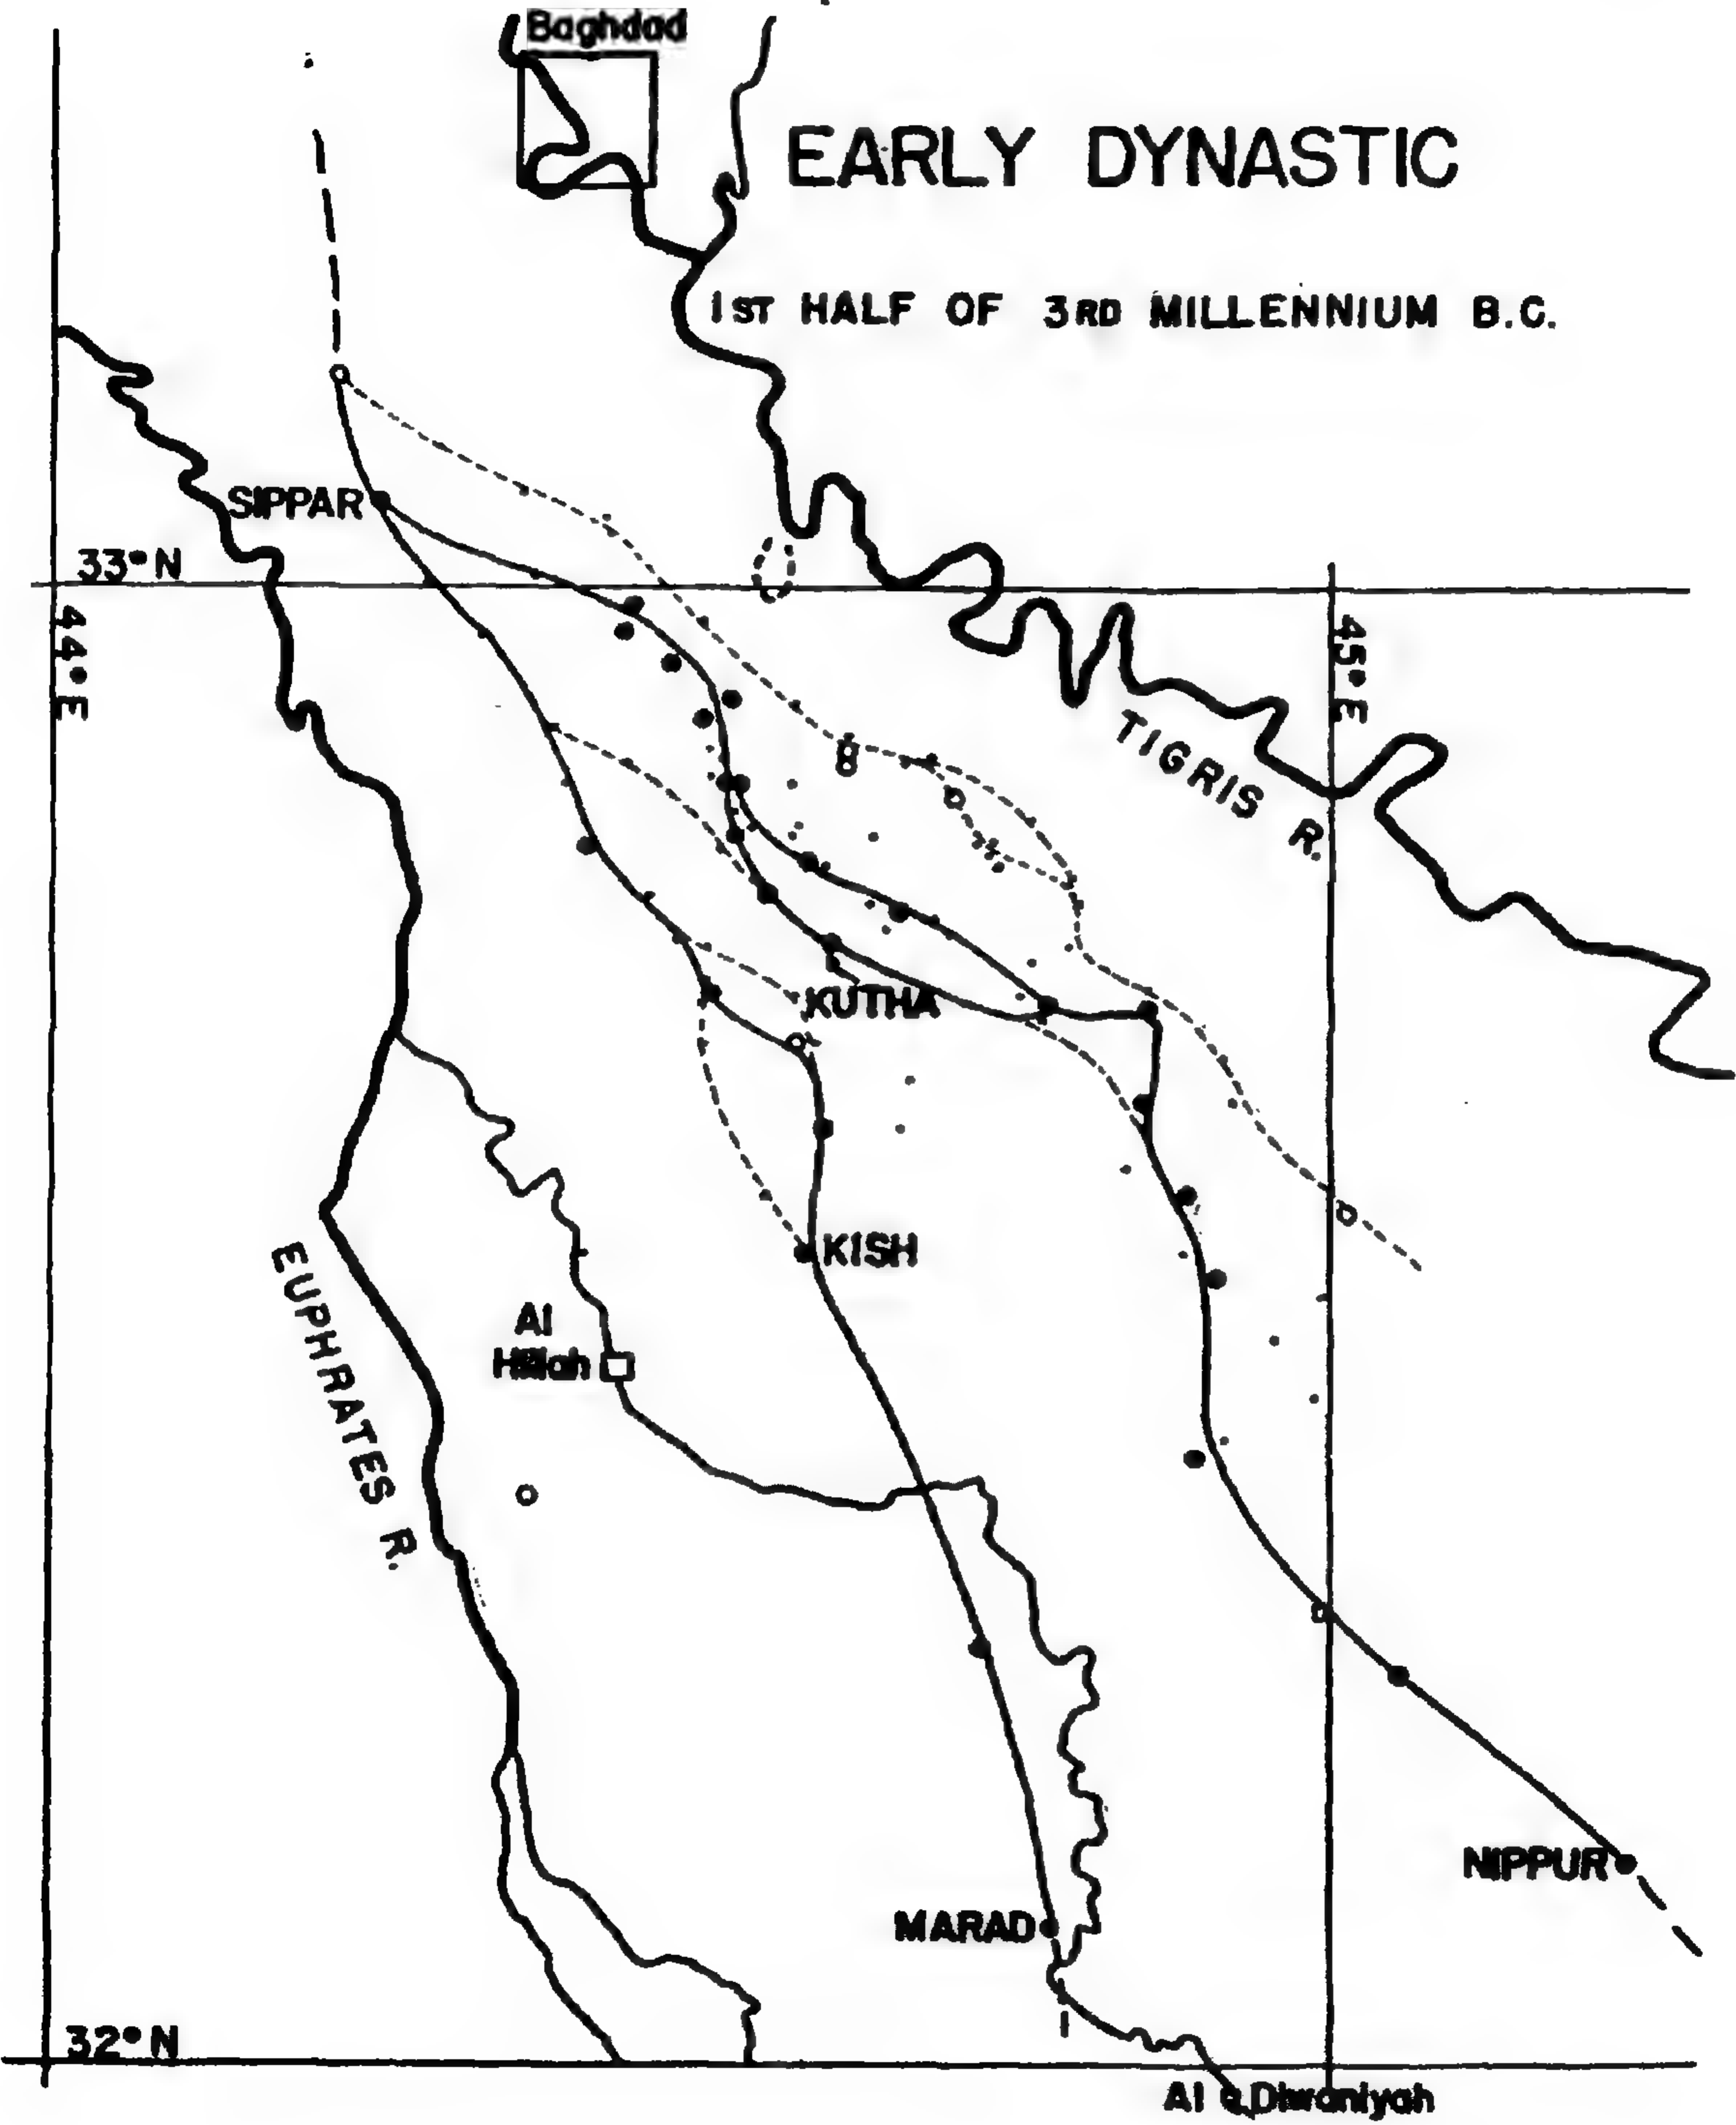 Baghdad
EARLY DYNASTIC
1ST HALF OF 3RD MILLENNIUM B.C.
SIPPAR
33°N
44°E
45°E
TIGRIS R.
KUTHA
KISH
EUPHRATES R.
Al
Hillah
NIPPUR
MARAD
32°N
Al Diwaniyah